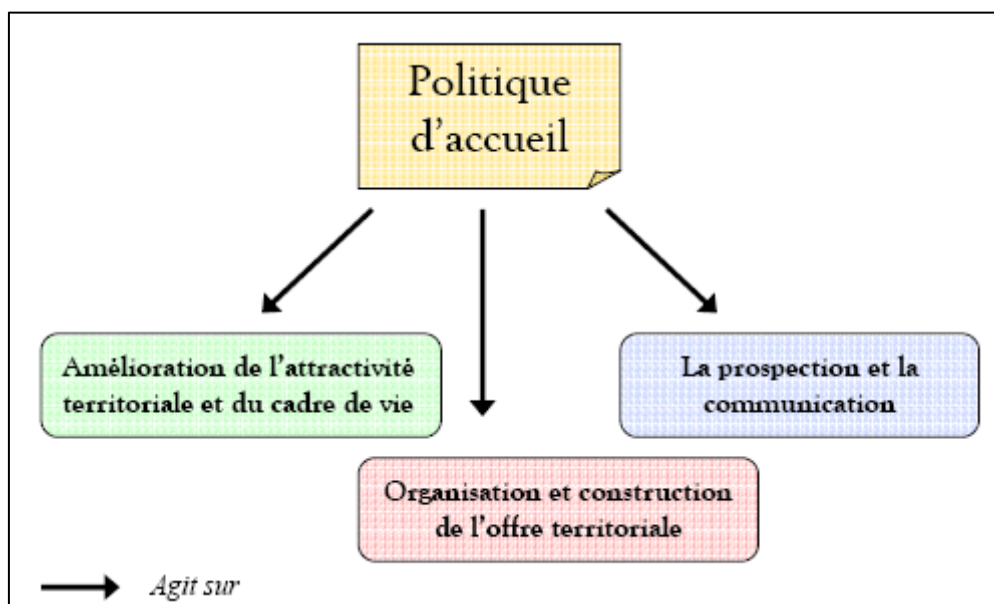 Politique
d'accueil
Amélioration de l'attractivité
territoriale et du cadre de vie
La prospection et la
communication
Organisation et construction
de l'offre territoriale
Agit sur